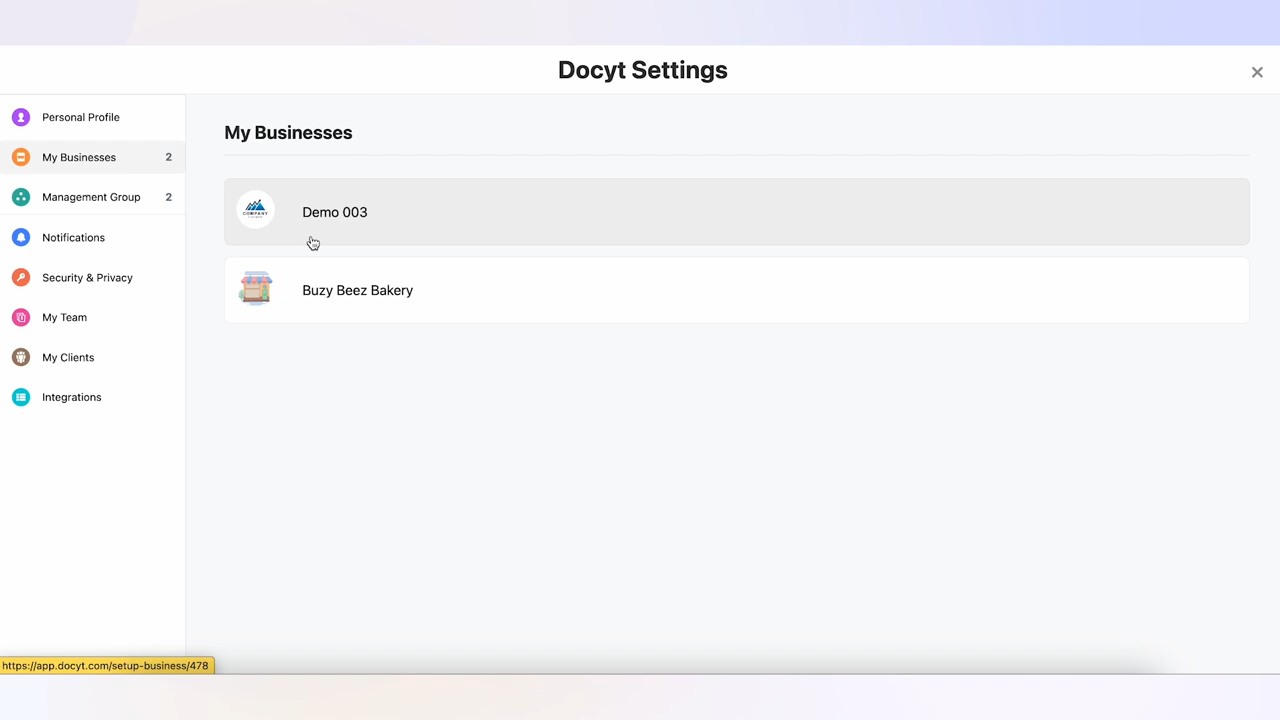 Docyt Settings
Personal Profile
My Businesses 2
Management Group 2
Notifications
Security & Privacy
My Team
My Clients
Integrations
My Businesses
COMPANY
Demo 003
Buzy Beez Bakery
https://app.docyt.com/setup-business/478